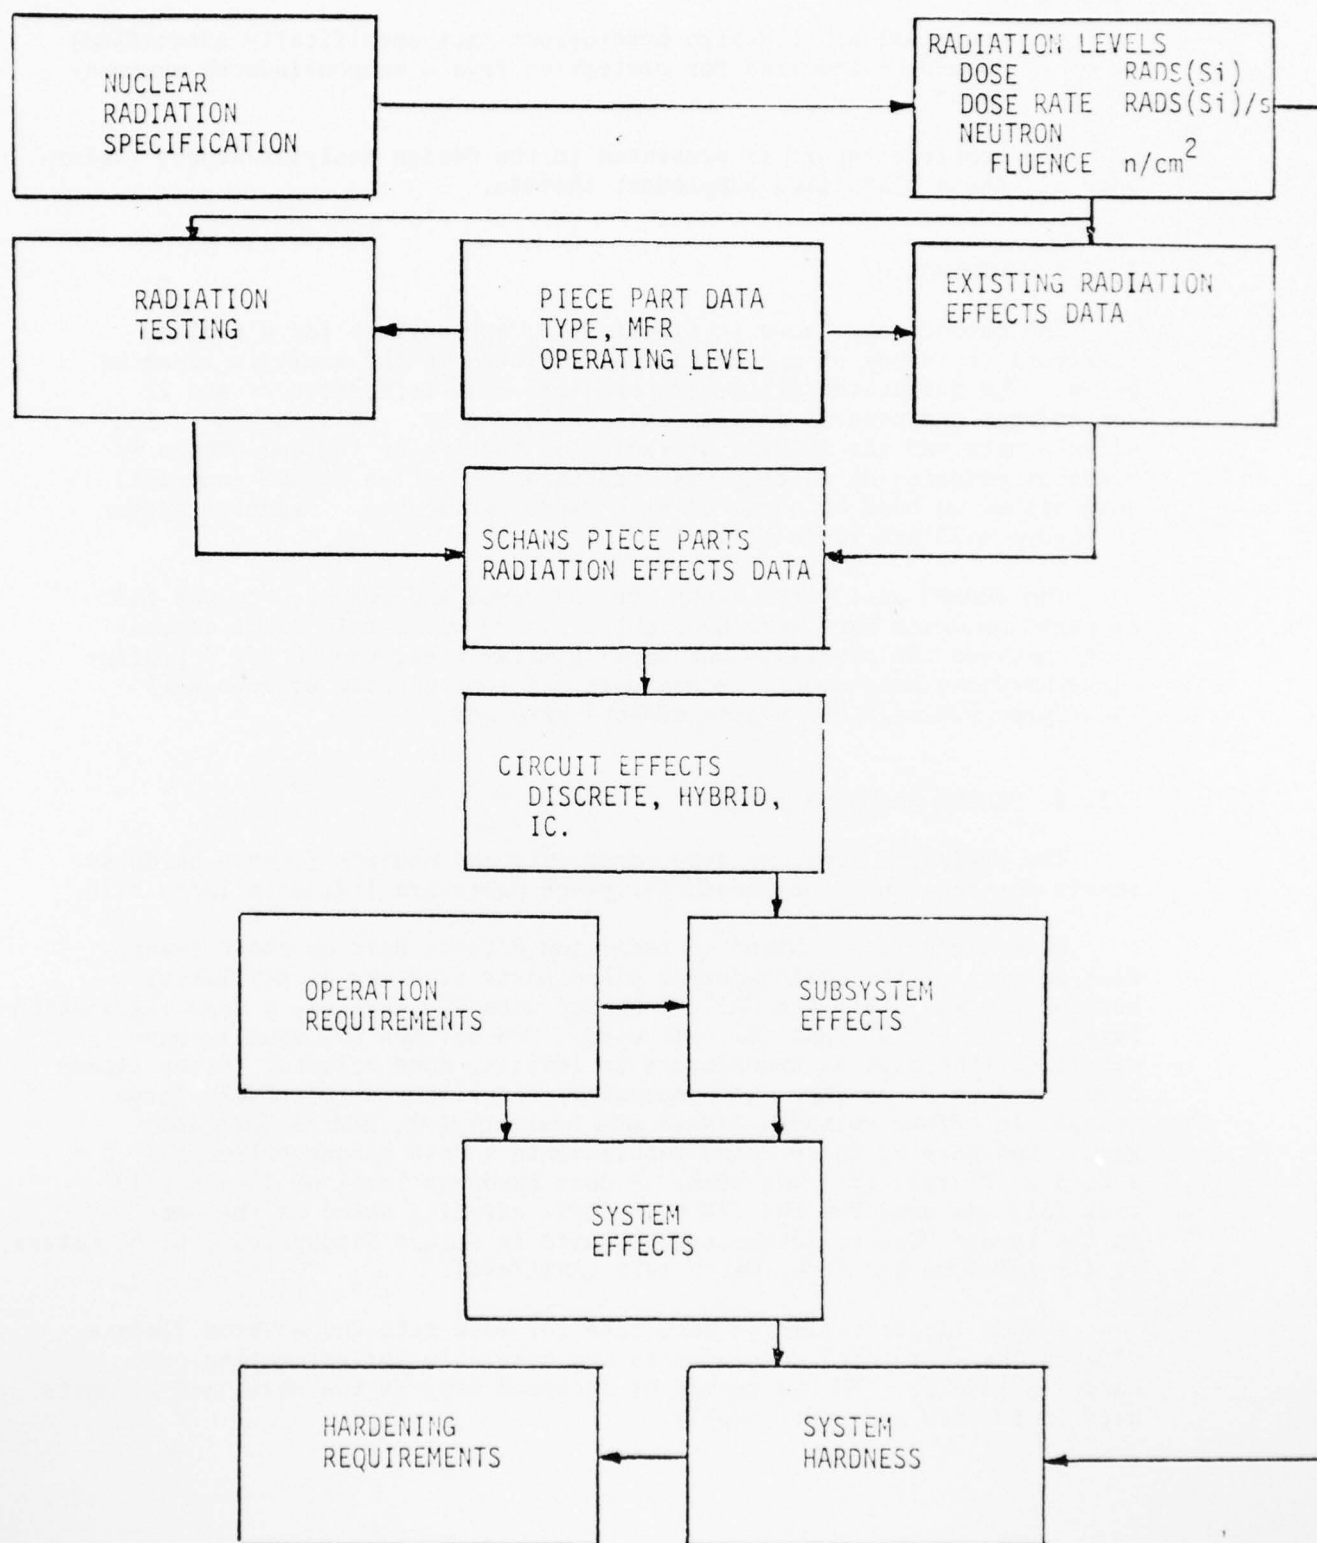 NUCLEAR
RADIATION
SPECIFICATION
RADIATION LEVELS
DOSE RADS(Si)
DOSE RATE RADS(Si)/s
NEUTRON
FLUENCE n/cm²
RADIATION
TESTING
PIECE PART DATA
TYPE, MFR
OPERATING LEVEL
EXISTING RADIATION
EFFECTS DATA
SCHANS PIECE PARTS
RADIATION EFFECTS DATA
CIRCUIT EFFECTS
DISCRETE, HYBRID,
IC.
OPERATION
REQUIREMENTS
SUBSYSTEM
EFFECTS
SYSTEM
EFFECTS
HARDENING
REQUIREMENTS
SYSTEM
HARDNESS